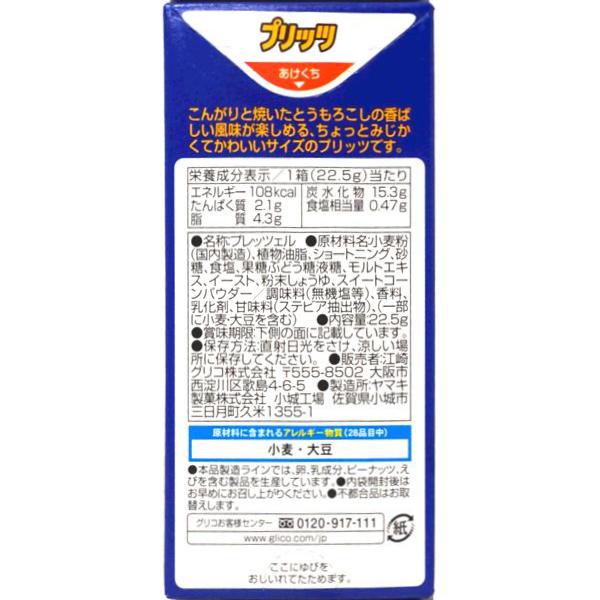 プリッツ
あけくち
こんがりと焼いたとうもろこしの香ば
しい風味が楽しめる、ちょっとみじか
くてかわいいサイズのプリッツです。
栄養成分表示/1箱(22.5g)当たり
エネルギー 108kcal 炭水化物 15.3g
たんぱく質 2.1g 食塩相当量 0.47g
脂質 4.3g
●名称:プレッツェル ●原材料名:小麦粉
(国内製造)、植物油脂、ショートニング、砂
糖、食塩、果糖ぶどう糖液糖、モルトエキ
ス、イースト、粉末しょうゆ、スイートコー
ンパウダー/調味料(無機塩等)、香料、
乳化剤、甘味料(ステビア抽出物)、(一部
に小麦・大豆を含む) ●内容量:22.5g
●賞味期限:下側の面に記載しています。
●保存方法:直射日光をさけ、涼しい場
所に保存してください。 ●販売者:江崎
グリコ株式会社 〒555-8502 大阪市
西淀川区歌島4-6-5 ●製造所:ヤマキ
製菓株式会社 小城工場 佐賀県小城市
三日月町久米1355-1
原材料に含まれるアレルギー物質(28品目中)
小麦・大豆
●本品製造ラインでは、卵、乳成分、ピーナッツ、え
びを含む製品を生産しています。●内袋開封後は
お早めにお召し上がりください。●不都合品はお取
替えします。
グリコお客様センター 0120-917-111
www.glico.com/jp
紙
ここにゆびを
おしいれてたためます。